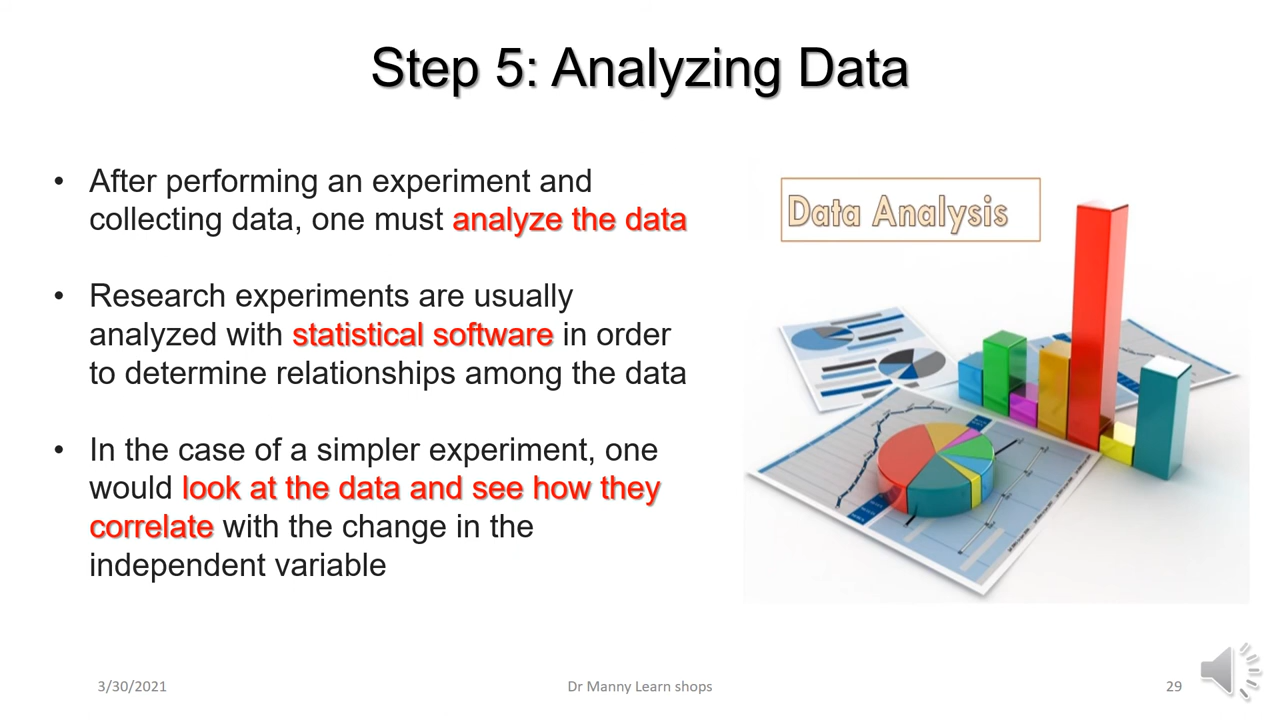 Step 5: Analyzing Data
• After performing an experiment and
collecting data, one must analyze the data
• Research experiments are usually
analyzed with statistical software in order
to determine relationships among the data
• In the case of a simpler experiment, one
would look at the data and see how they
correlate with the change in the
independent variable
Data Analysis
3/30/2021
Dr Manny Learn shops
29